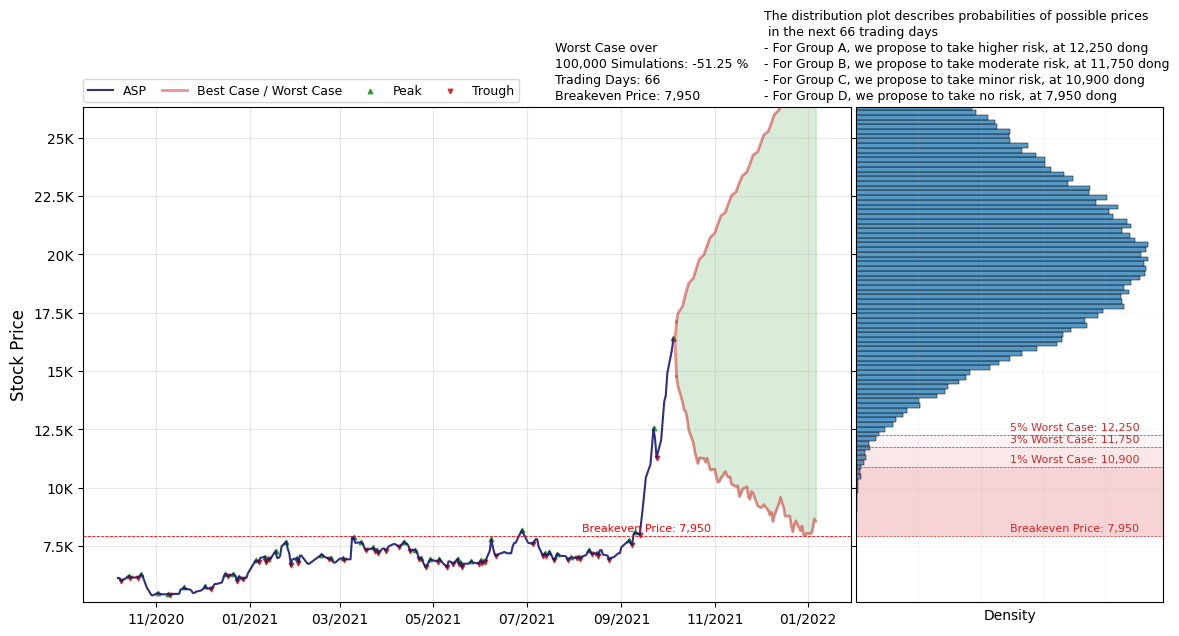 The distribution plot describes probabilities of possible prices
in the next 66 trading days
- For Group A, we propose to take higher risk, at 12,250 dong
- For Group B, we propose to take moderate risk, at 11,750 dong
- For Group C, we propose to take minor risk, at 10,900 dong
- For Group D, we propose to take no risk, at 7,950 dong
Worst Case over
100,000 Simulations: -51.25 %
Trading Days: 66
Breakeven Price: 7,950
ASP Best Case / Worst Case Peak Trough
Stock Price
25K
22.5K
20K
17.5K
15K
12.5K
10K
7.5K
Breakeven Price: 7,950
5% Worst Case: 12,250
3% Worst Case: 11,750
1% Worst Case: 10,900
Breakeven Price: 7,950
11/2020 01/2021 03/2021 05/2021 07/2021 09/2021 11/2021 01/2022
Density